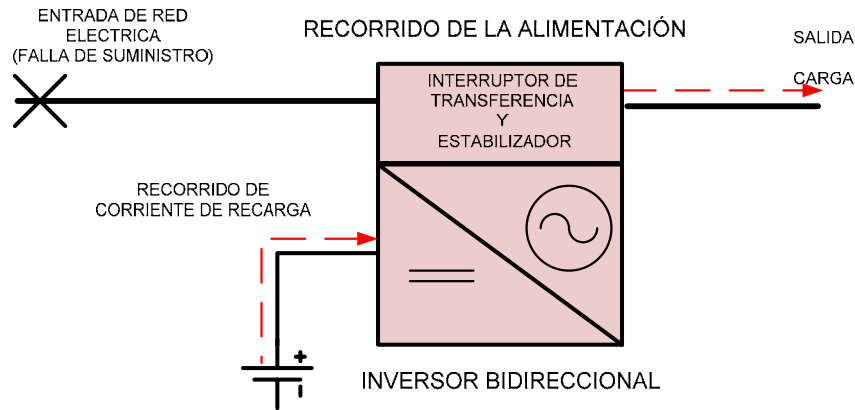 ENTRADA DE RED
ELECTRICA
(FALLA DE SUMINISTRO)
RECORRIDO DE LA ALIMENTACIÓN
SALIDA
CARGA
INTERRUPTOR DE
TRANSFERENCIA
Y
ESTABILIZADOR
RECORRIDO DE
CORRIENTE DE RECARGA
+
INVERSOR BIDIRECCIONAL